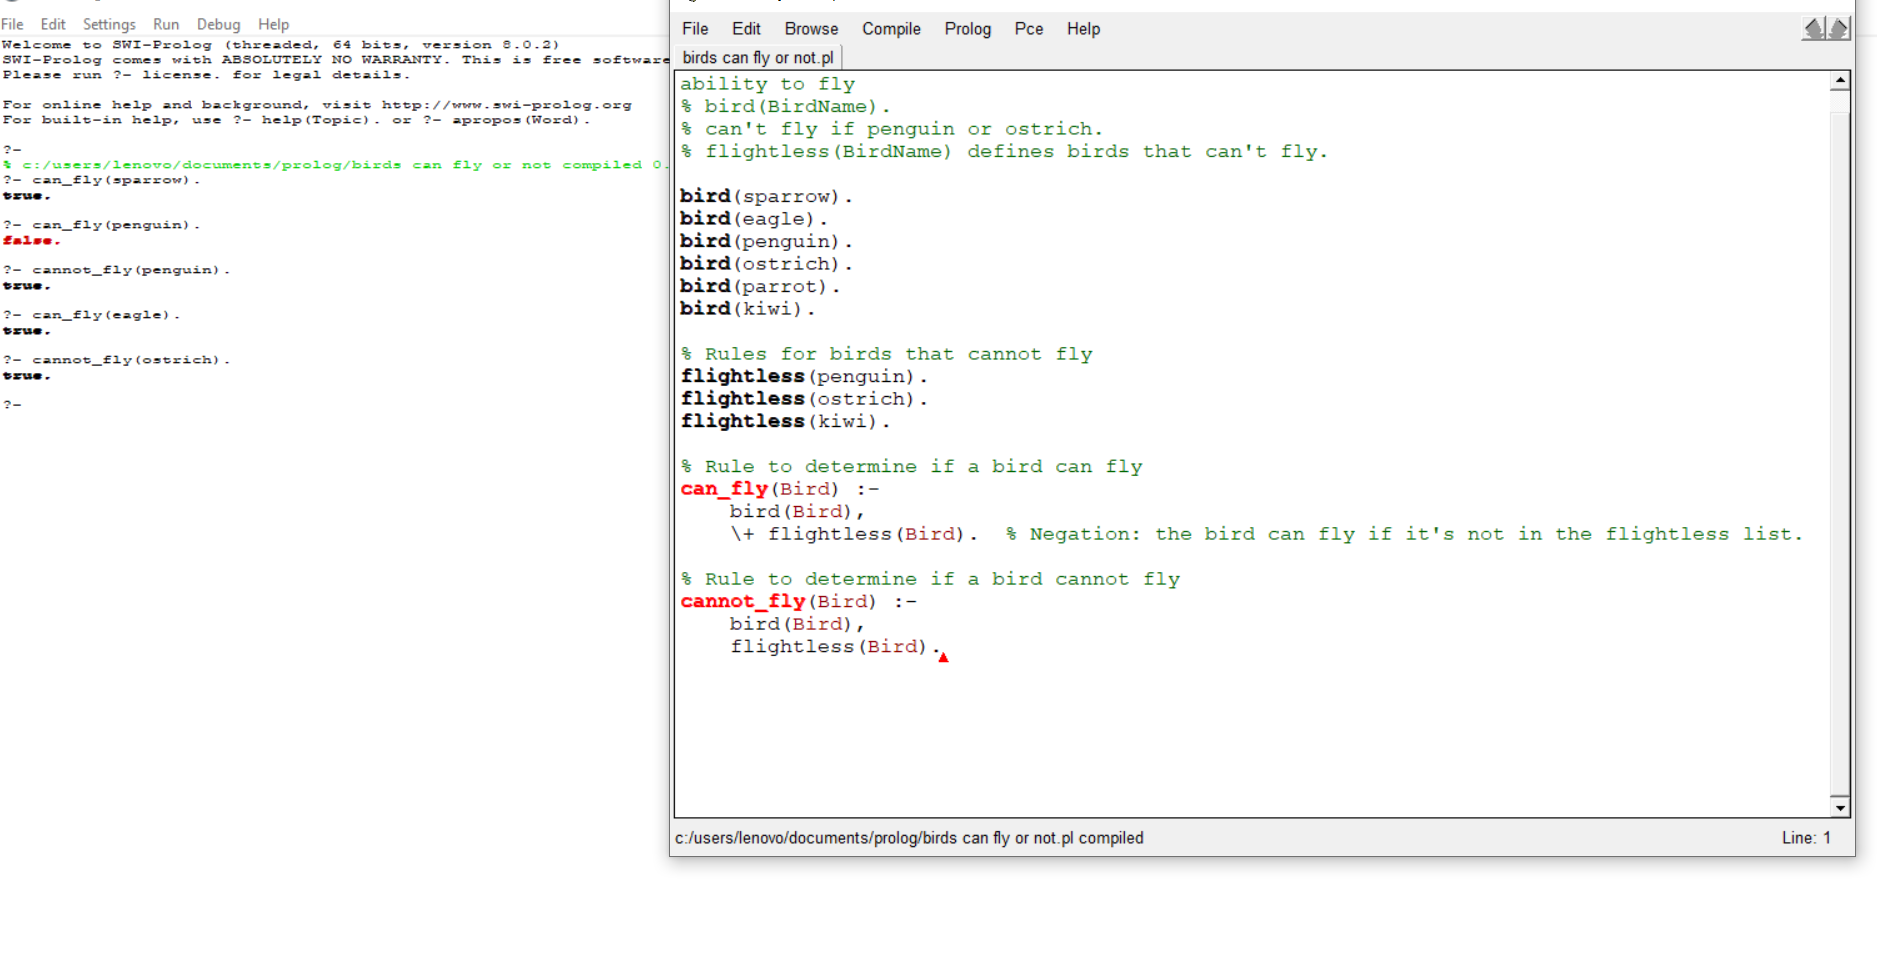 File Edit Settings Run Debug Help
Welcome to SWI-Prolog (threaded, 64 bits, version 8.0.2)
SWI-Prolog comes with ABSOLUTELY NO WARRANTY. This is free software
Please run ?- license. for legal details.
For online help and background, visit http://www.swi-prolog.org
For built-in help, use ?- help(Topic). or ?- apropos(Word).
?-
% c:/users/lenovo/documents/prolog/birds can fly or not compiled 0.
?- can_fly(sparrow).
true.
?- can_fly(penguin).
false.
?- cannot_fly(penguin).
true.
?- can_fly(eagle).
true.
?- cannot_fly(ostrich).
true.
?-
File Edit Browse Compile Prolog Pce Help
birds can fly or not.pl
ability to fly
% bird(BirdName).
% can't fly if penguin or ostrich.
% flightless(BirdName) defines birds that can't fly.
bird(sparrow).
bird(eagle).
bird(penguin).
bird(ostrich).
bird(parrot).
bird(kiwi).
% Rules for birds that cannot fly
flightless(penguin).
flightless(ostrich).
flightless(kiwi).
% Rule to determine if a bird can fly
can_fly(Bird) :-
bird(Bird),
\+ flightless(Bird). % Negation: the bird can fly if it's not in the flightless list.
% Rule to determine if a bird cannot fly
cannot_fly(Bird) :-
bird(Bird),
flightless(Bird).
c:/users/lenovo/documents/prolog/birds can fly or not.pl compiled
Line: 1